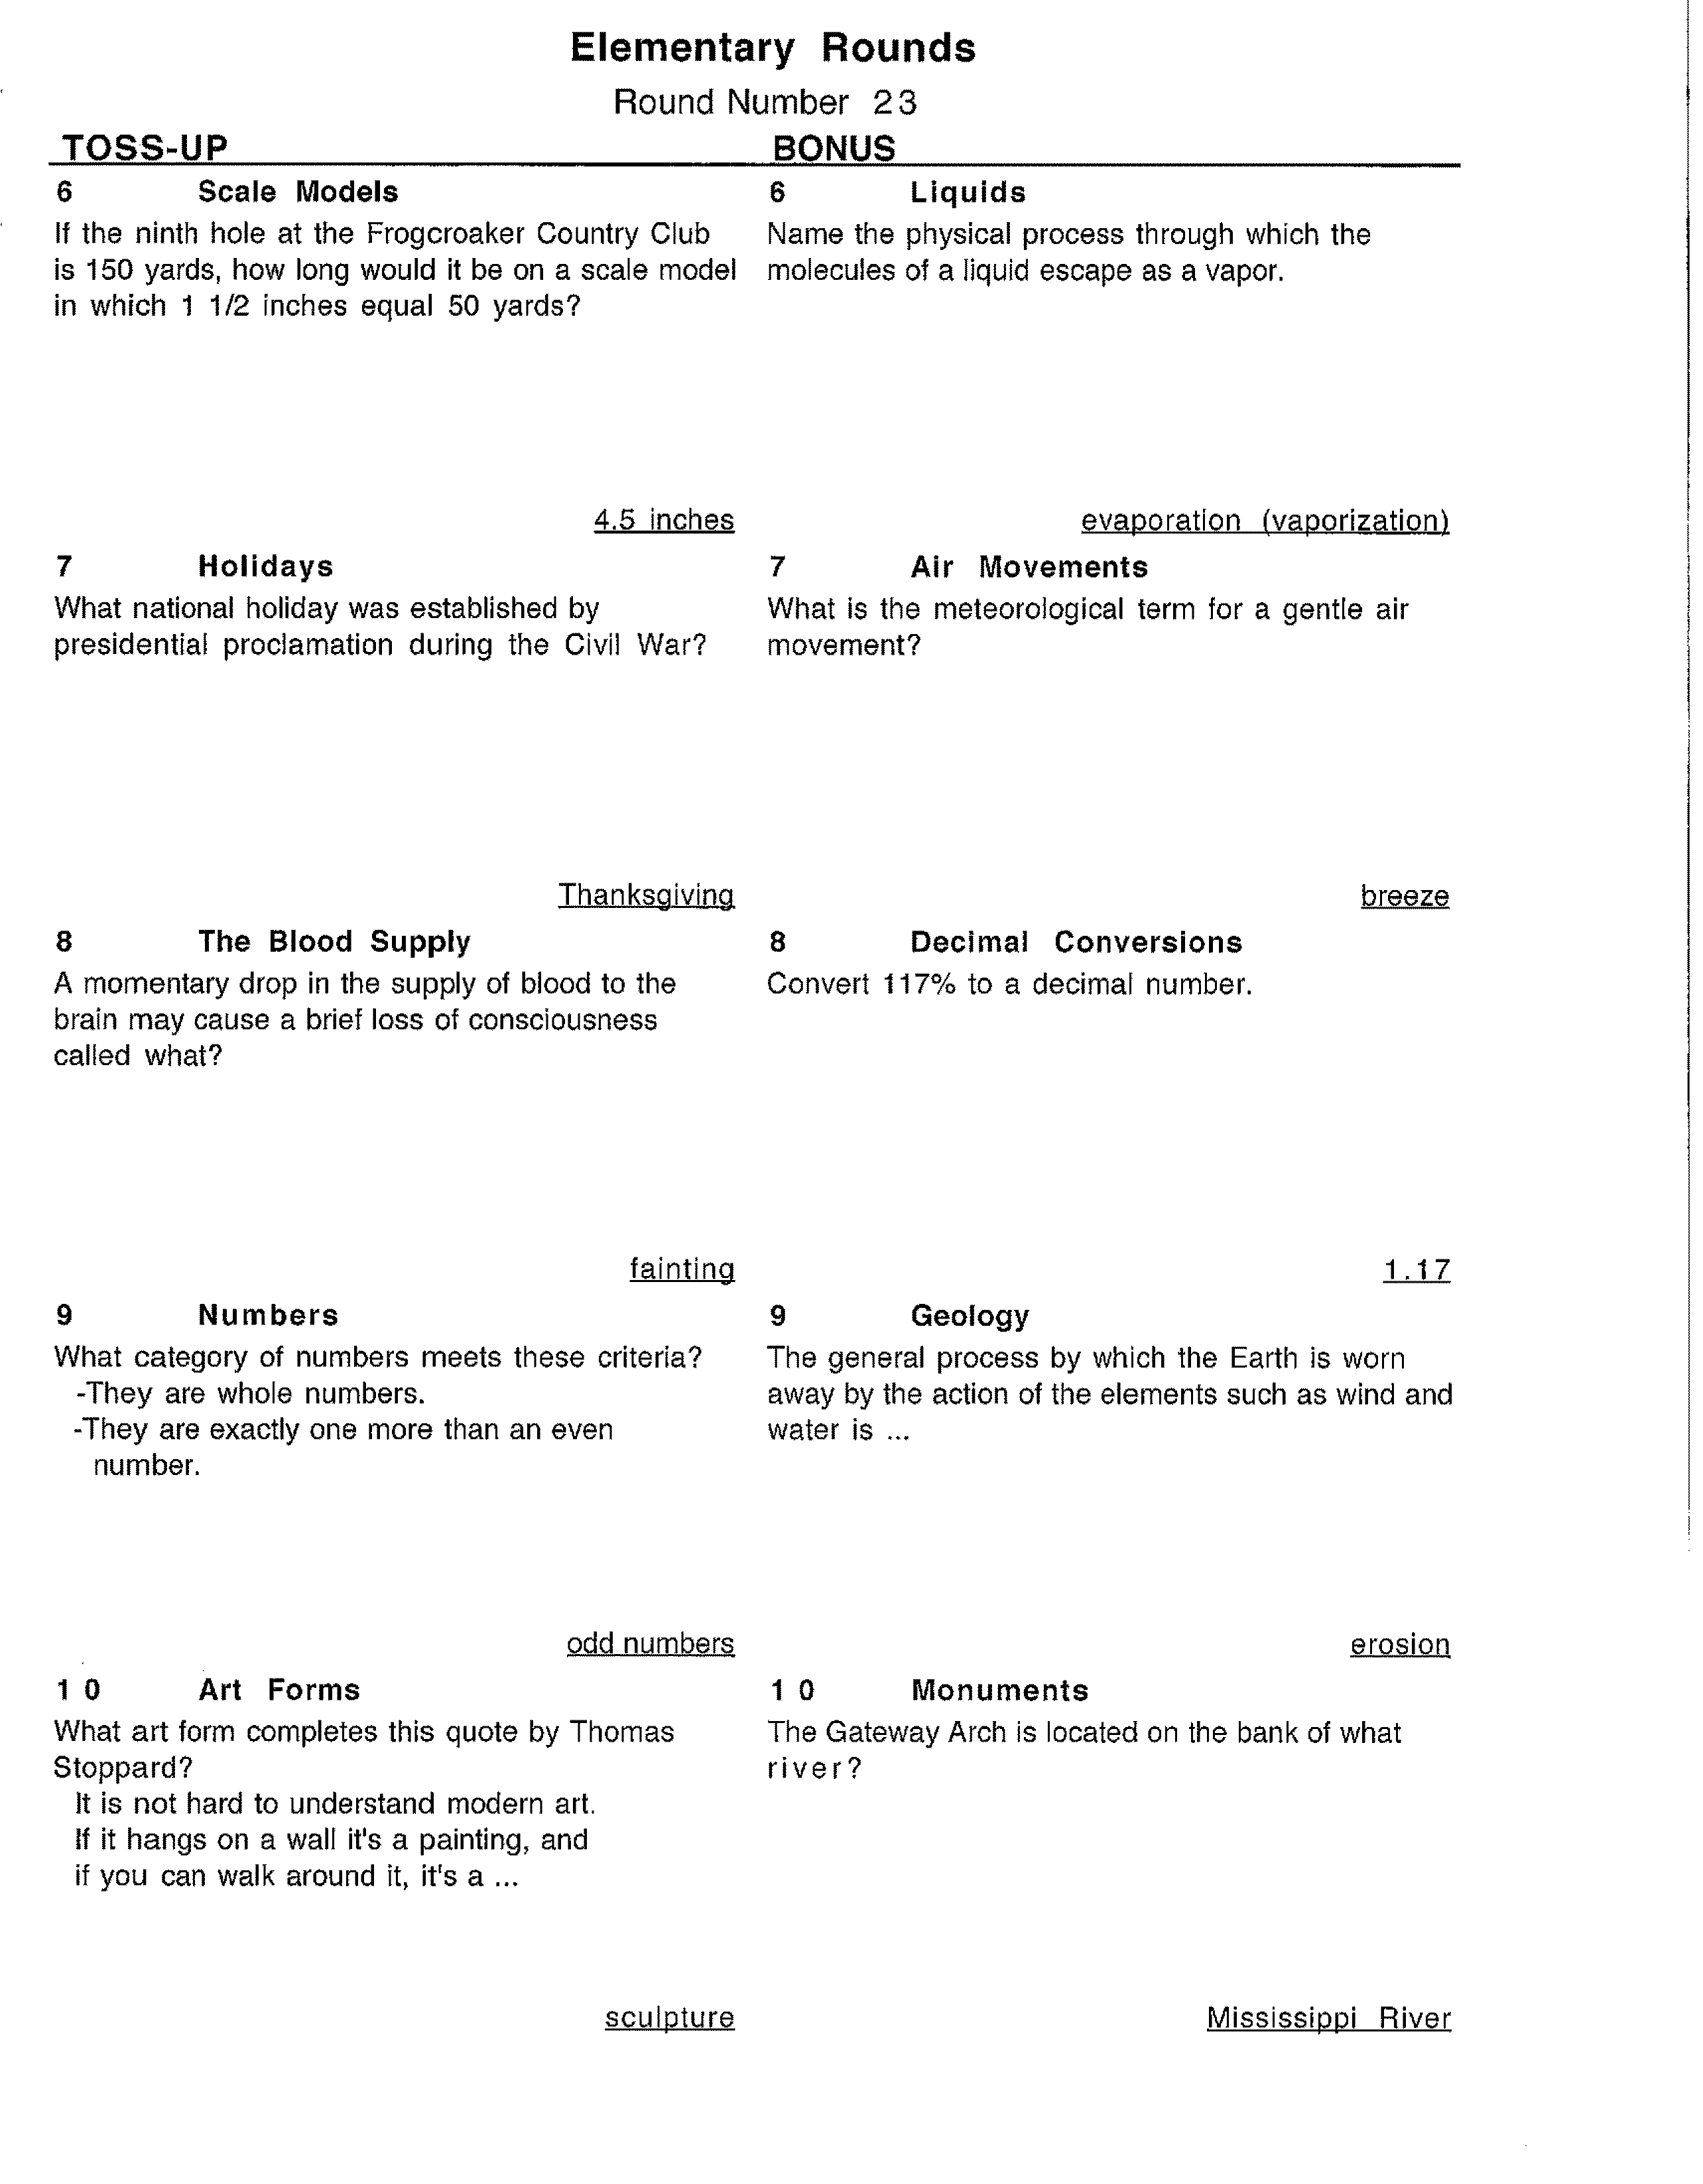 Elementary Rounds
Round Number 23
TOSS-UP
BONUS
6 Scale Models
If the ninth hole at the Frogcroaker Country Club
is 150 yards, how long would it be on a scale model
in which 1 1/2 inches equal 50 yards?
4.5 inches
6 Liquids
Name the physical process through which the
molecules of a liquid escape as a vapor.
evaporation (vaporization)
7 Holidays
What national holiday was established by
presidential proclamation during the Civil War?
Thanksgiving
7 Air Movements
What is the meteorological term for a gentle air
movement?
breeze
8 The Blood Supply
A momentary drop in the supply of blood to the
brain may cause a brief loss of consciousness
called what?
fainting
8 Decimal Conversions
Convert 117% to a decimal number.
1.17
9 Numbers
What category of numbers meets these criteria?
-They are whole numbers.
-They are exactly one more than an even
number.
odd numbers
9 Geology
The general process by which the Earth is worn
away by the action of the elements such as wind and
water is ...
erosion
10 Art Forms
What art form completes this quote by Thomas
Stoppard?
It is not hard to understand modern art.
If it hangs on a wall it's a painting, and
if you can walk around it, it's a ...
sculpture
10 Monuments
The Gateway Arch is located on the bank of what
river?
Mississippi River